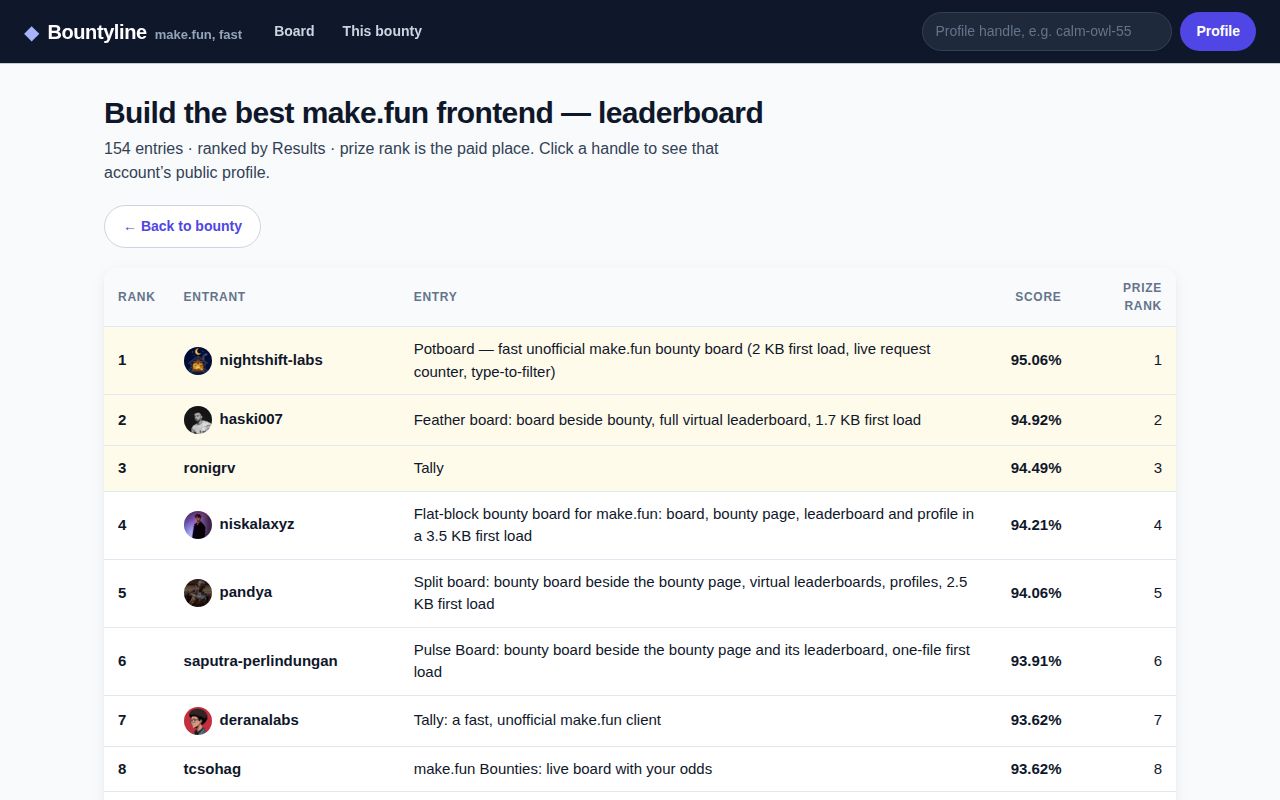 ◆ Bountyline make.fun, fast Board This bounty Profile handle, e.g. calm-owl-55 Profile
Build the best make.fun frontend — leaderboard
154 entries · ranked by Results · prize rank is the paid place. Click a handle to see that
account’s public profile.
← Back to bounty
RANK ENTRANT ENTRY SCORE PRIZE RANK
1 nightshift-labs Potboard — fast unofficial make.fun bounty board (2 KB first load, live request
counter, type-to-filter) 95.06% 1
2 haski007 Feather board: board beside bounty, full virtual leaderboard, 1.7 KB first load 94.92% 2
3 ronigrv Tally 94.49% 3
4 niskalaxyz Flat-block bounty board for make.fun: board, bounty page, leaderboard and profile in
a 3.5 KB first load 94.21% 4
5 pandya Split board: bounty board beside the bounty page, virtual leaderboards, profiles, 2.5
KB first load 94.06% 5
6 saputra-perlindungan Pulse Board: bounty board beside the bounty page and its leaderboard, one-file first
load 93.91% 6
7 deranalabs Tally: a fast, unofficial make.fun client 93.62% 7
8 tcsohag make.fun Bounties: live board with your odds 93.62% 8